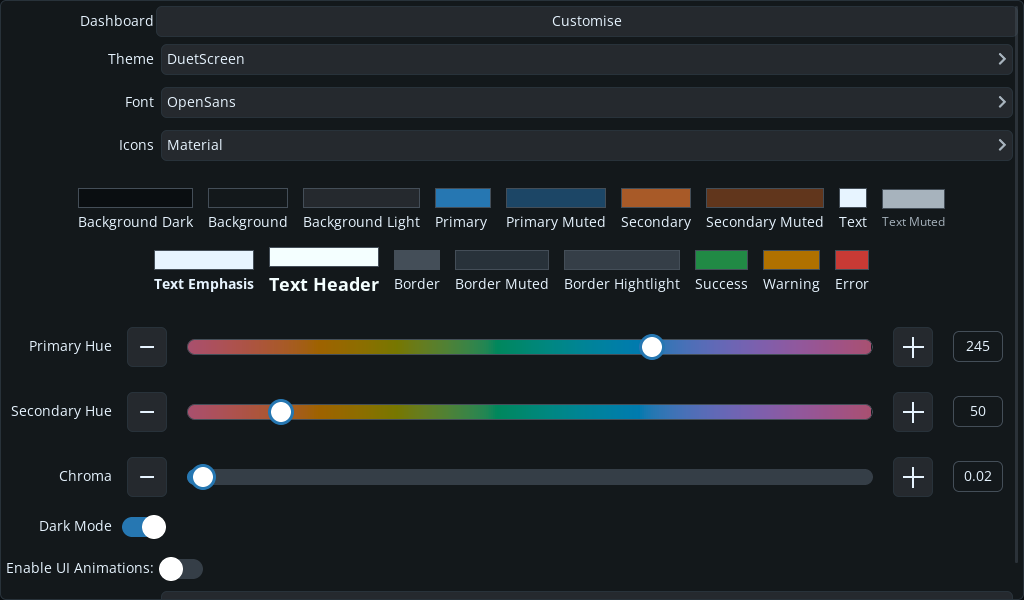 Dashboard Customise
Theme DuetScreen
Font OpenSans
Icons Material
Background Dark Background Background Light Primary Primary Muted Secondary Secondary Muted Text Text Muted
Text Emphasis Text Header Border Border Muted Border Hightlight Success Warning Error
Primary Hue 245
Secondary Hue 50
Chroma 0.02
Dark Mode
Enable UI Animations: